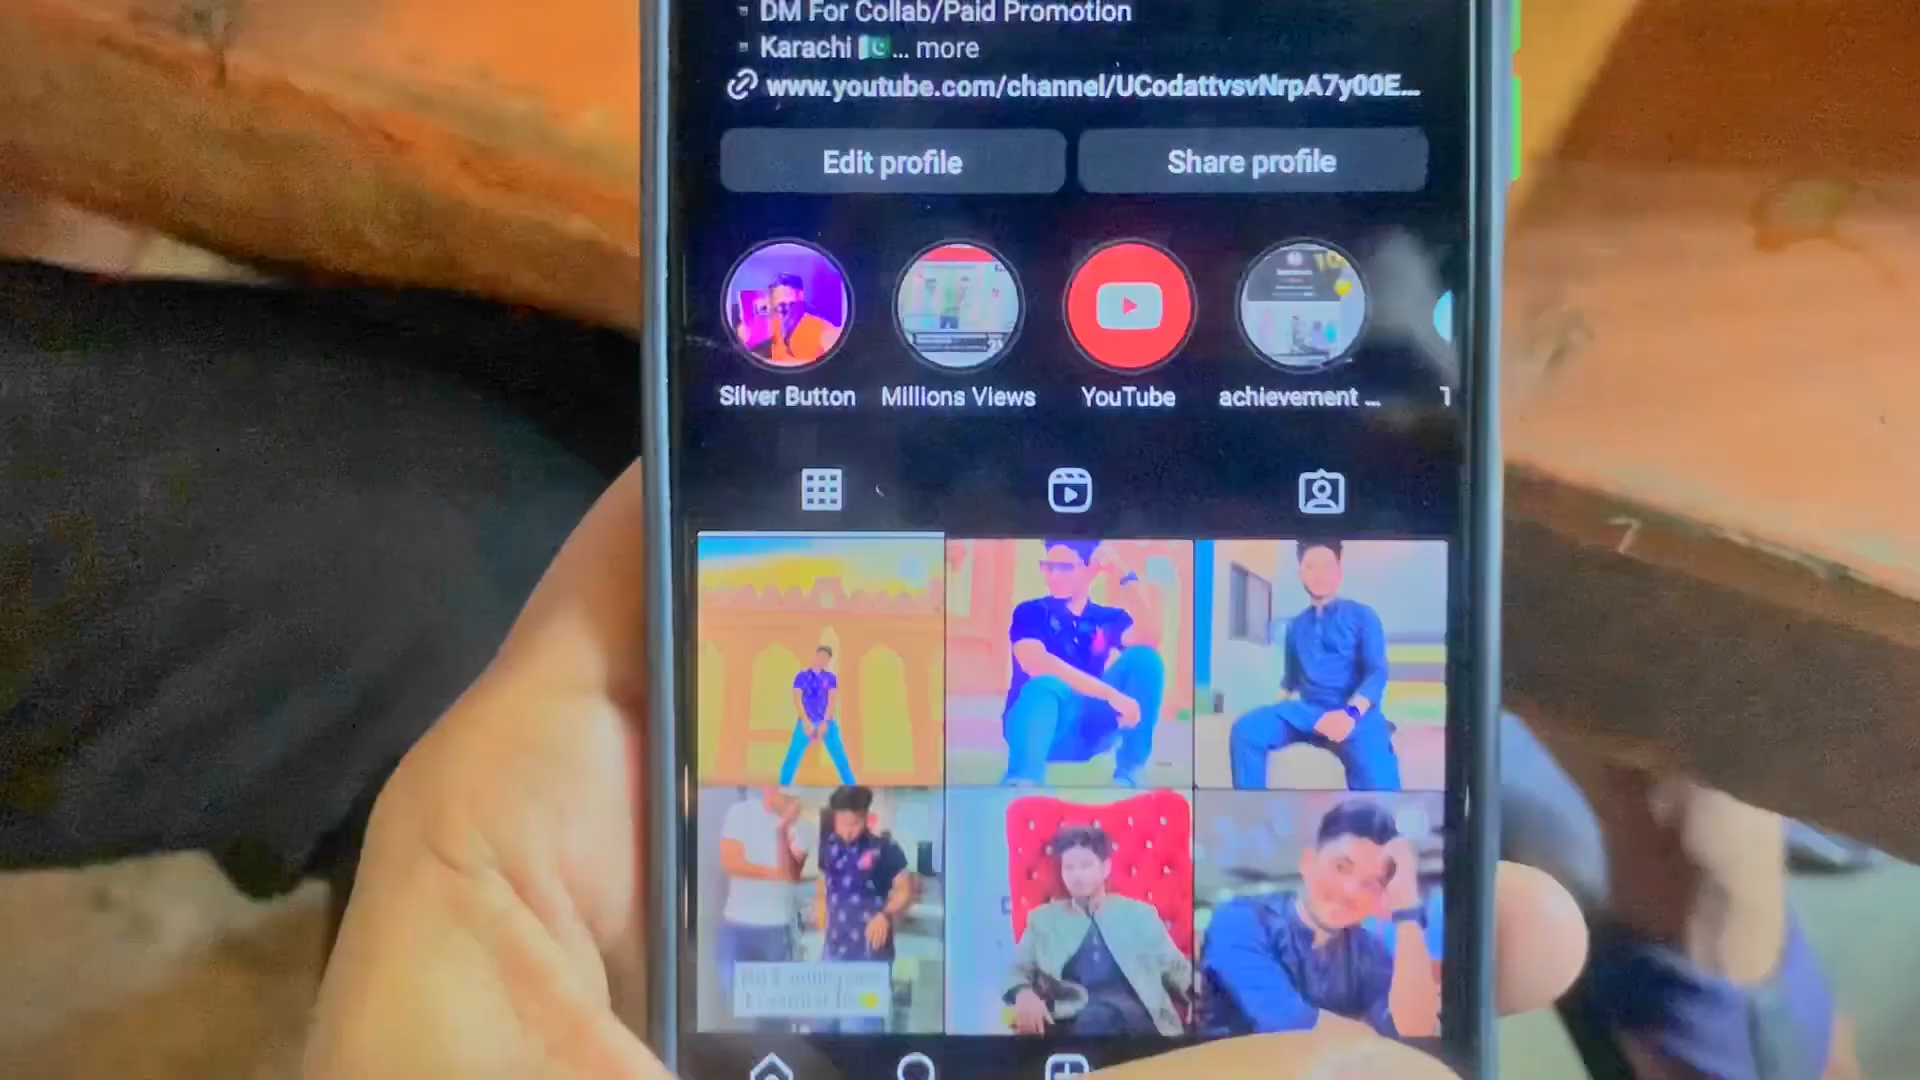 DM For Collab/Paid Promotion
Karachi 🇵🇰... more
www.youtube.com/channel/UCodattvsvNrpA7y00E...
Edit profile
Share profile
Silver Button
Millions Views
YouTube
achievement ...